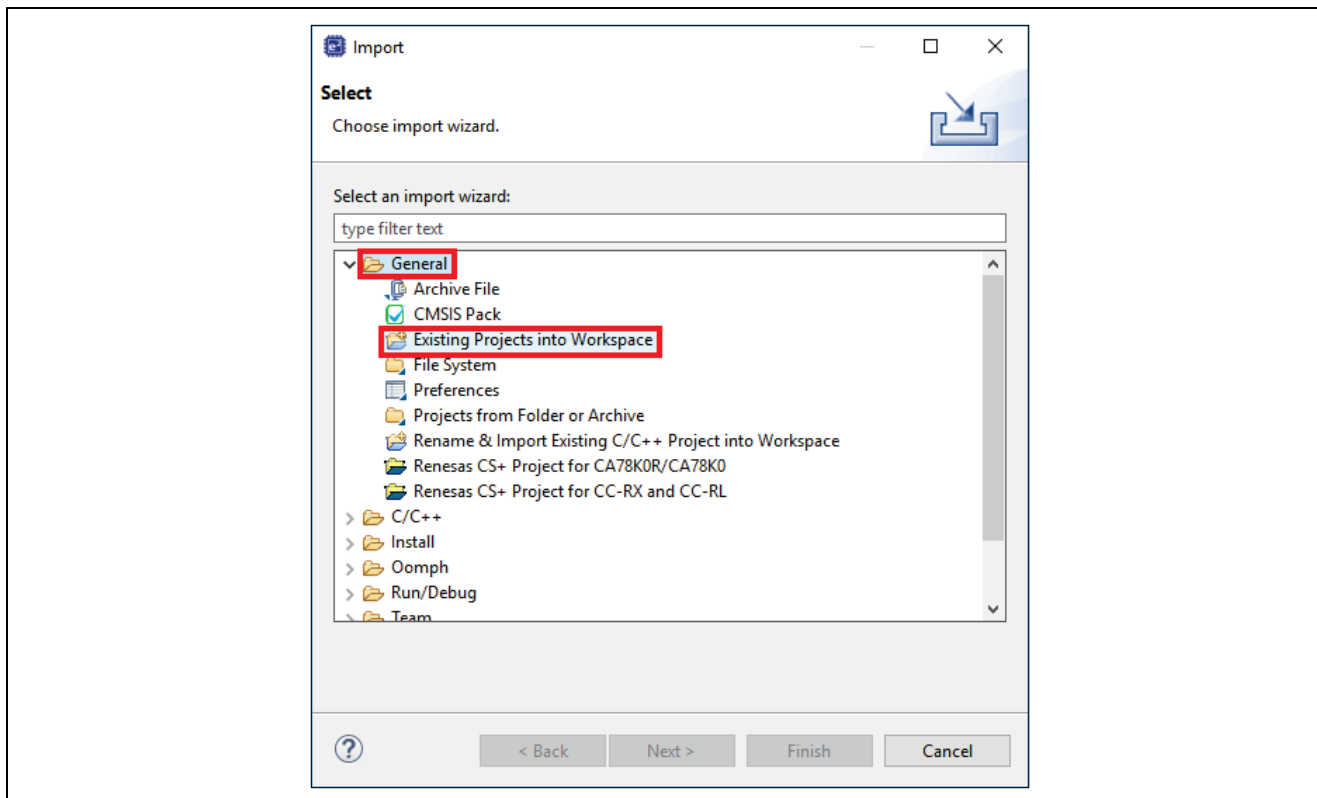 Import
Select
Choose import wizard.
Select an import wizard:
type filter text
General
Archive File
CMSIS Pack
Existing Projects into Workspace
File System
Preferences
Projects from Folder or Archive
Rename & Import Existing C/C++ Project into Workspace
Renesas CS+ Project for CA78K0R/CA78K0
Renesas CS+ Project for CC-RX and CC-RL
C/C++
Install
Oomph
Run/Debug
Team
? < Back Next > Finish Cancel